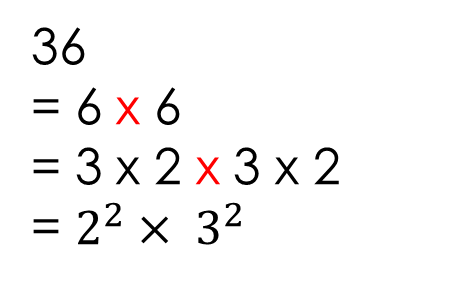 36
= 6 x 6
= 3 x 2 x 3 x 2
= 2² × 3²